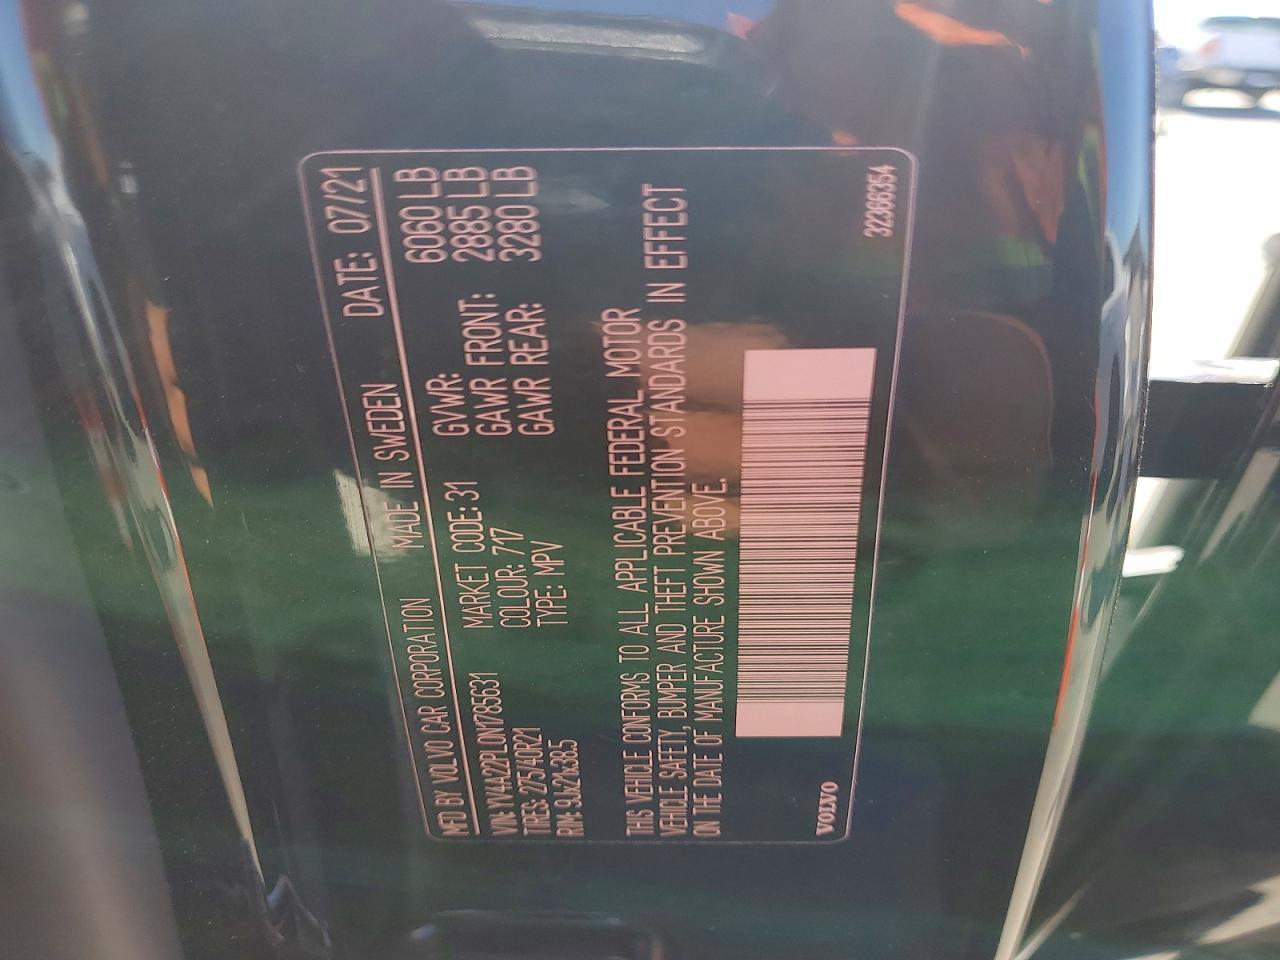 MFD BY VOLVO CAR CORPORATION MADE IN SWEDEN DATE: 07/21
VIN: YV4A22PL0N1785631 MARKET CODE: 31 GVWR: 6060 LB
TIRES: 275/40R21 COLOUR: 717 GAWR FRONT: 2885 LB
RIM: 9Jx21x38.5 TYPE: MPV GAWR REAR: 3280 LB
THIS VEHICLE CONFORMS TO ALL APPLICABLE FEDERAL MOTOR
VEHICLE SAFETY, BUMPER AND THEFT PREVENTION STANDARDS IN EFFECT
ON THE DATE OF MANUFACTURE SHOWN ABOVE.
VOLVO 32366354